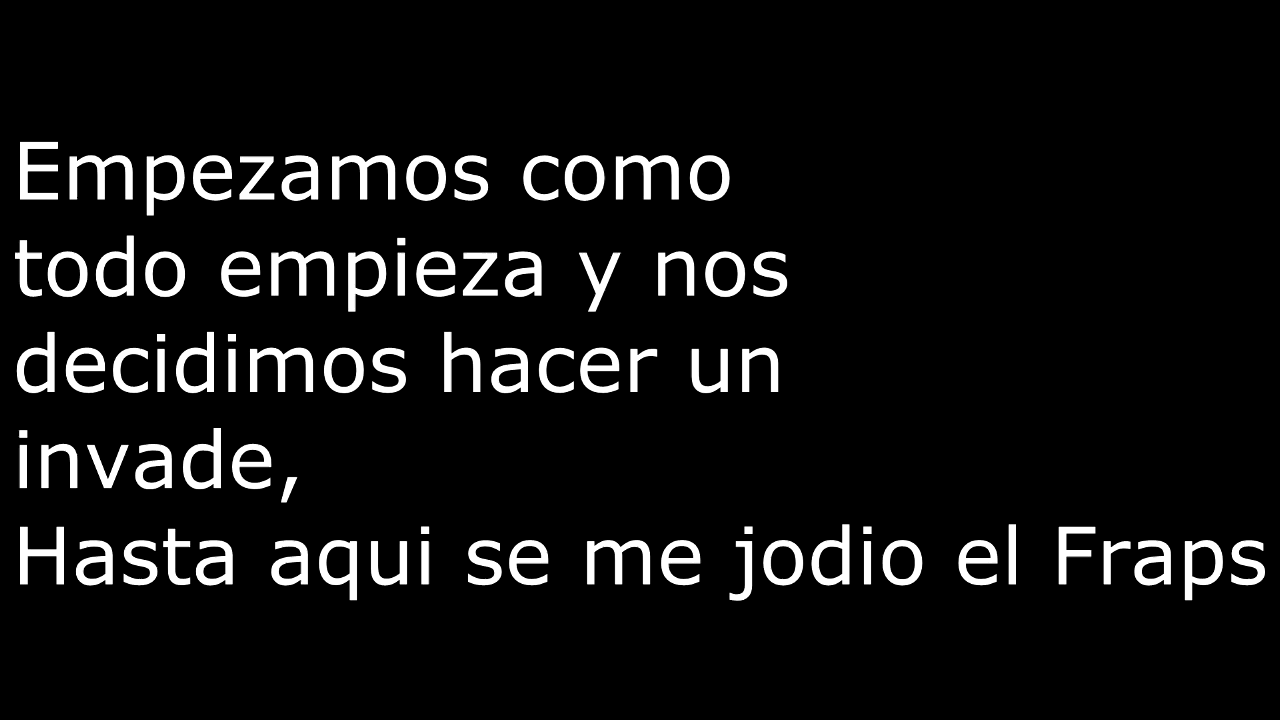 Empezamos como
todo empieza y nos
decidimos hacer un
invade,
Hasta aqui se me jodio el Fraps